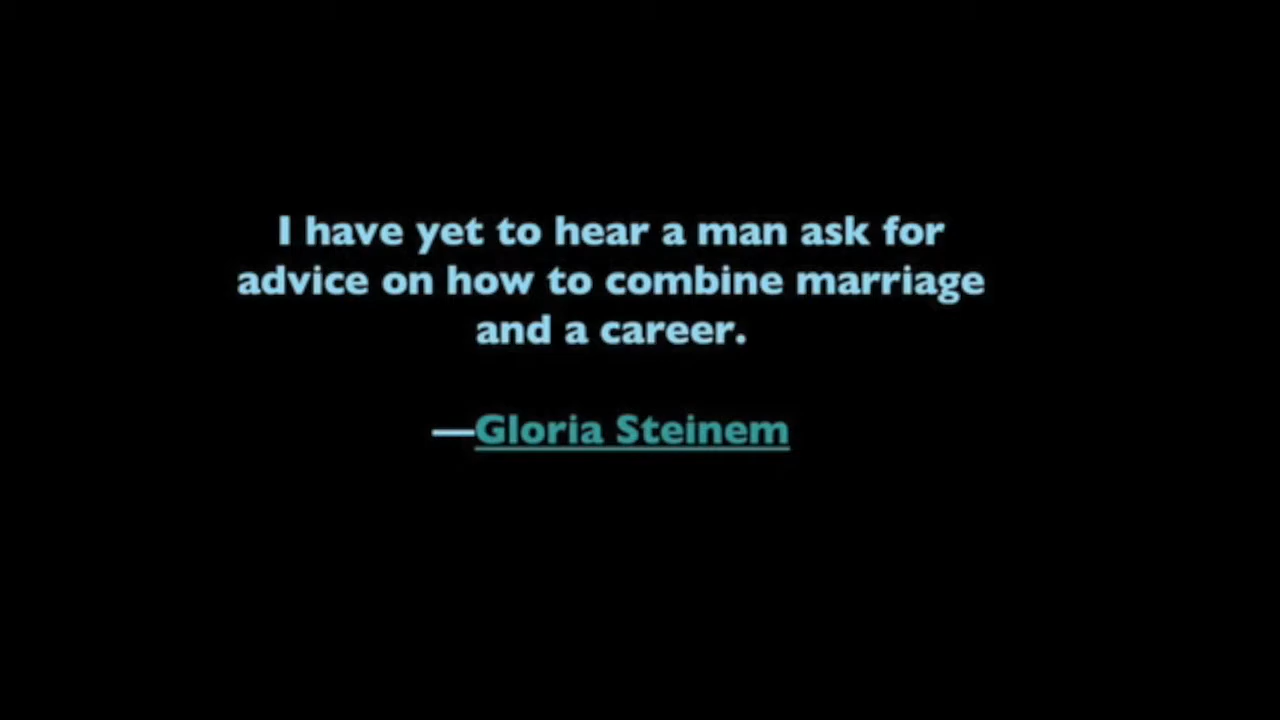 I have yet to hear a man ask for
advice on how to combine marriage
and a career.
—Gloria Steinem